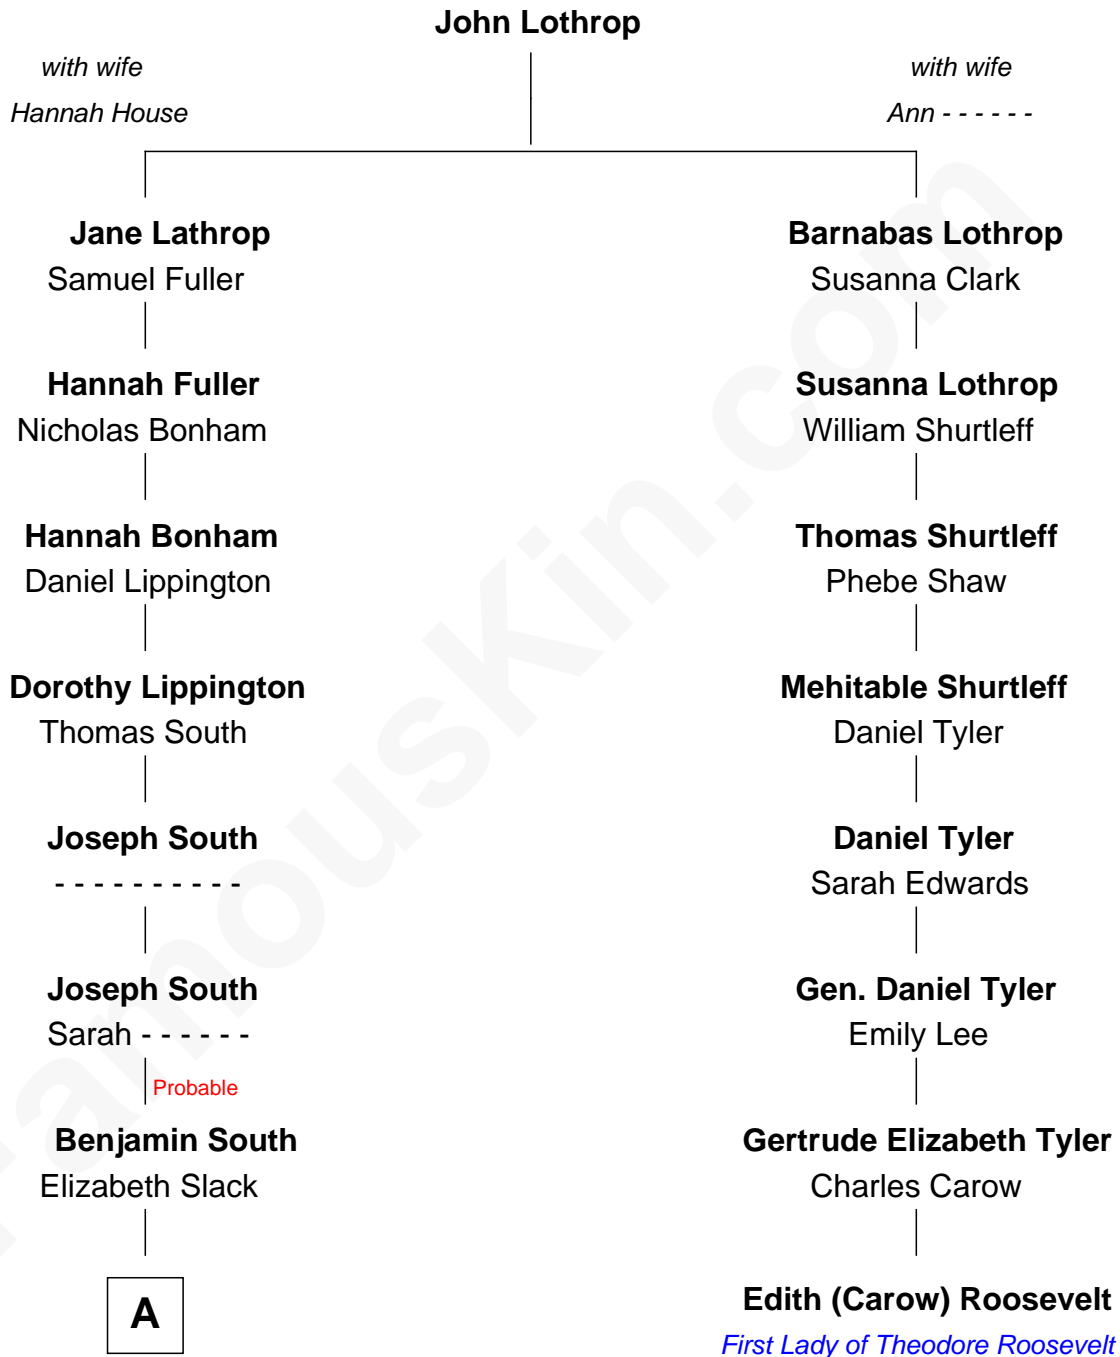 John Lothrop
with wife
Hannah House
with wife
Ann - - - - - -
Jane Lathrop
Samuel Fuller
Barnabas Lothrop
Susanna Clark
Hannah Fuller
Nicholas Bonham
Susanna Lothrop
William Shurtleff
Hannah Bonham
Daniel Lippington
Thomas Shurtleff
Phebe Shaw
Dorothy Lippington
Thomas South
Mehitable Shurtleff
Daniel Tyler
Joseph South
- - - - - - - - - -
Daniel Tyler
Sarah Edwards
Joseph South
Sarah - - - - - -
Gen. Daniel Tyler
Emily Lee
Probable
Benjamin South
Elizabeth Slack
Gertrude Elizabeth Tyler
Charles Carow
A
Edith (Carow) Roosevelt
First Lady of Theodore Roosevelt
FamousKin.com